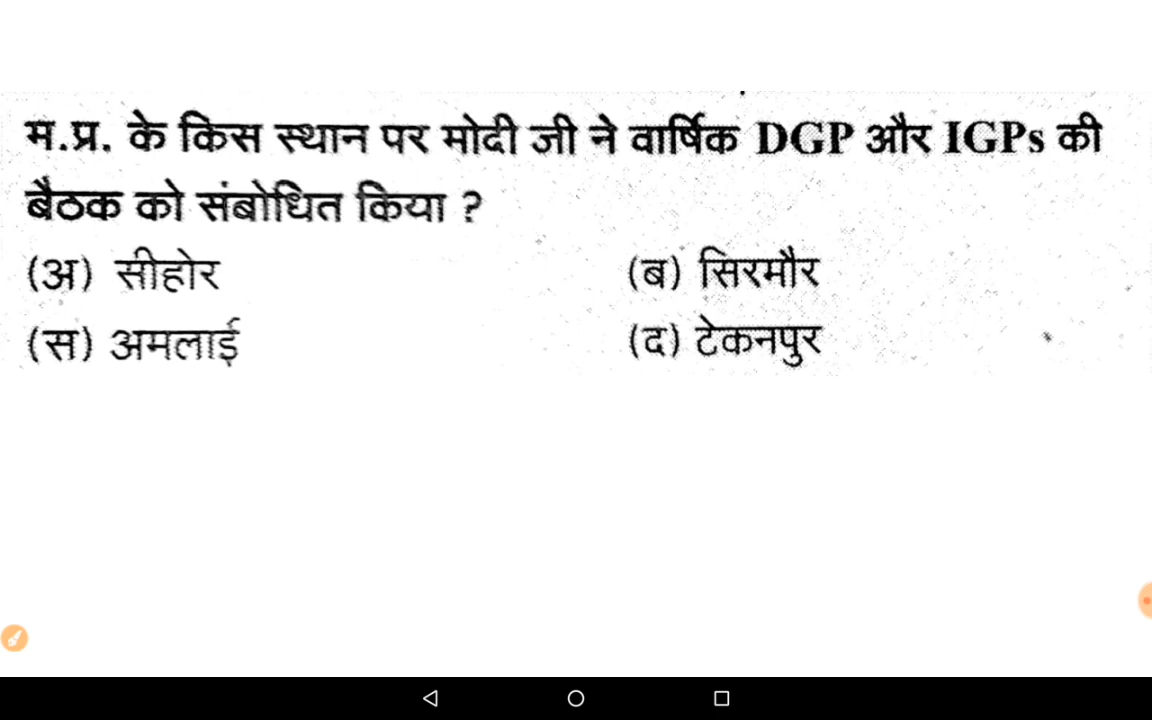 म.प्र. के किस स्थान पर मोदी जी ने वार्षिक DGP और IGPs की
बैठक को संबोधित किया ?
(अ) सीहोर
(ब) सिरमौर
(स) अमलाई
(द) टेकनपुर